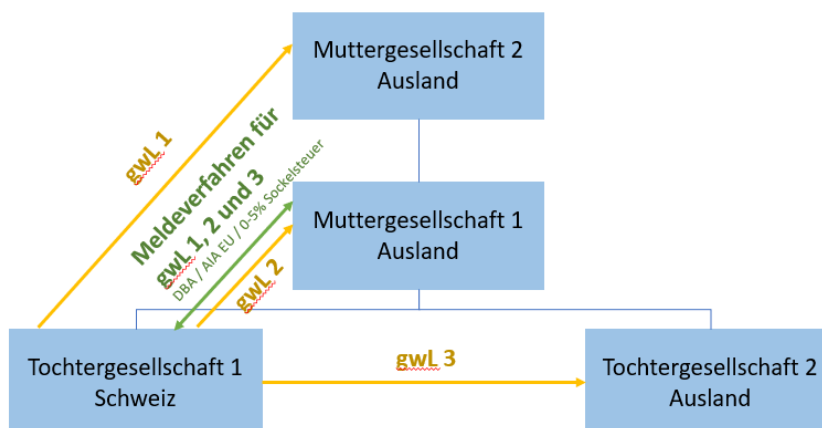 Muttergesellschaft 2
Ausland
gwL 1
Meldeverfahren für
gwL 1, 2 und 3
DBA / AIA EU / 0-5% Sockelsteuer
gwL 2
Muttergesellschaft 1
Ausland
Tochtergesellschaft 1
Schweiz
gwL 3
Tochtergesellschaft 2
Ausland